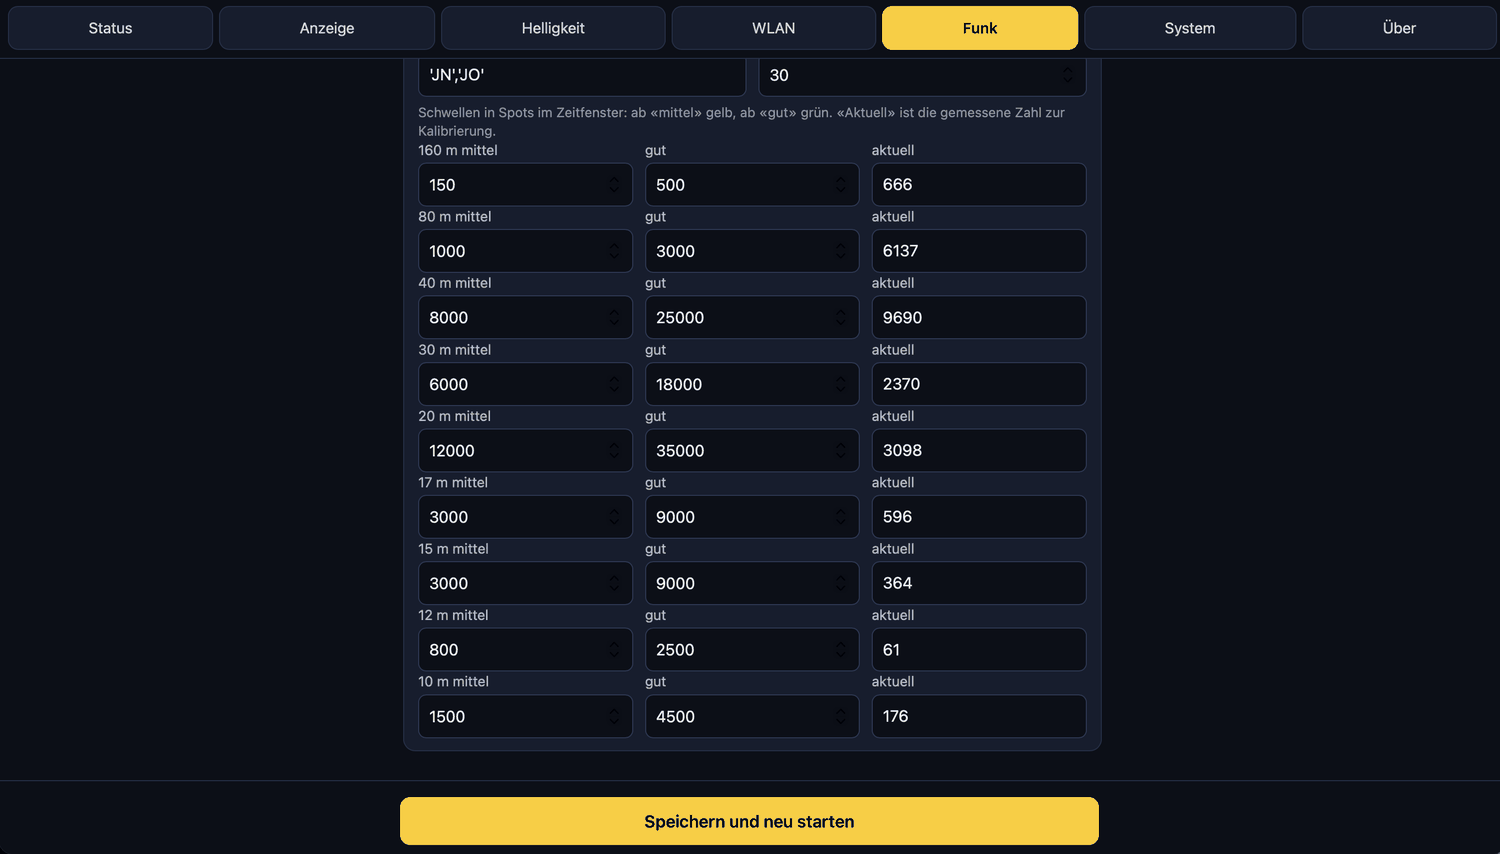 Status Anzeige Helligkeit WLAN Funk System Über
'JN','JO' 30
Schwellen in Spots im Zeitfenster: ab «mittel» gelb, ab «gut» grün. «Aktuell» ist die gemessene Zahl zur
Kalibrierung.
160 m mittel gut aktuell
150 500 666
80 m mittel gut aktuell
1000 3000 6137
40 m mittel gut aktuell
8000 25000 9690
30 m mittel gut aktuell
6000 18000 2370
20 m mittel gut aktuell
12000 35000 3098
17 m mittel gut aktuell
3000 9000 596
15 m mittel gut aktuell
3000 9000 364
12 m mittel gut aktuell
800 2500 61
10 m mittel gut aktuell
1500 4500 176
Speichern und neu starten